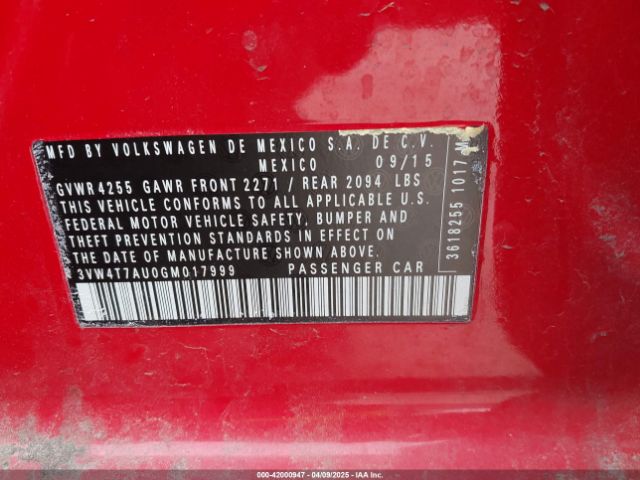 MFD BY VOLKSWAGEN DE MEXICO S.A. DE C.V.
MEXICO 09/15
GVWR 4255 GAWR FRONT 2271 / REAR 2094 LBS
THIS VEHICLE CONFORMS TO ALL APPLICABLE U.S.
FEDERAL MOTOR VEHICLE SAFETY, BUMPER AND
THEFT PREVENTION STANDARDS IN EFFECT ON
THE DATE OF MANUFACTURE SHOWN ABOVE.
3VW4T7AU0GM017999 PASSENGER CAR
3618255 1017 M
000-42000947 - 04/09/2025 - IAA Inc. (IAA)